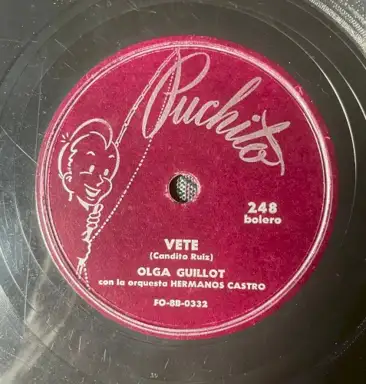 Puchito
248
bolero
VETE
(Candito Ruiz)
OLGA GUILLOT
con la orquesta HERMANOS CASTRO
FO-8B-0332